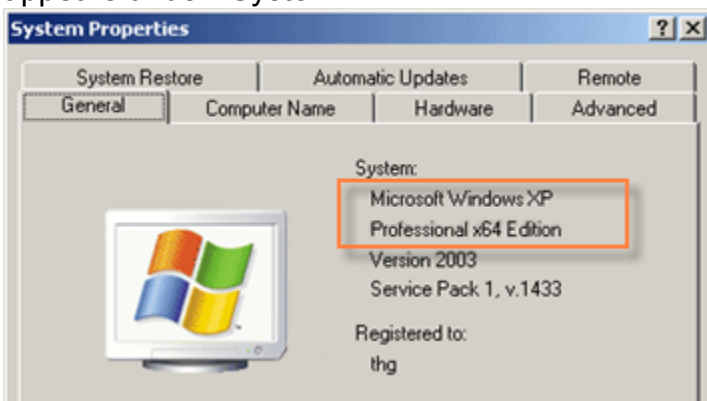 System Properties
System Restore Automatic Updates Remote
General Computer Name Hardware Advanced
System:
Microsoft Windows XP
Professional x64 Edition
Version 2003
Service Pack 1, v.1433
Registered to:
thg